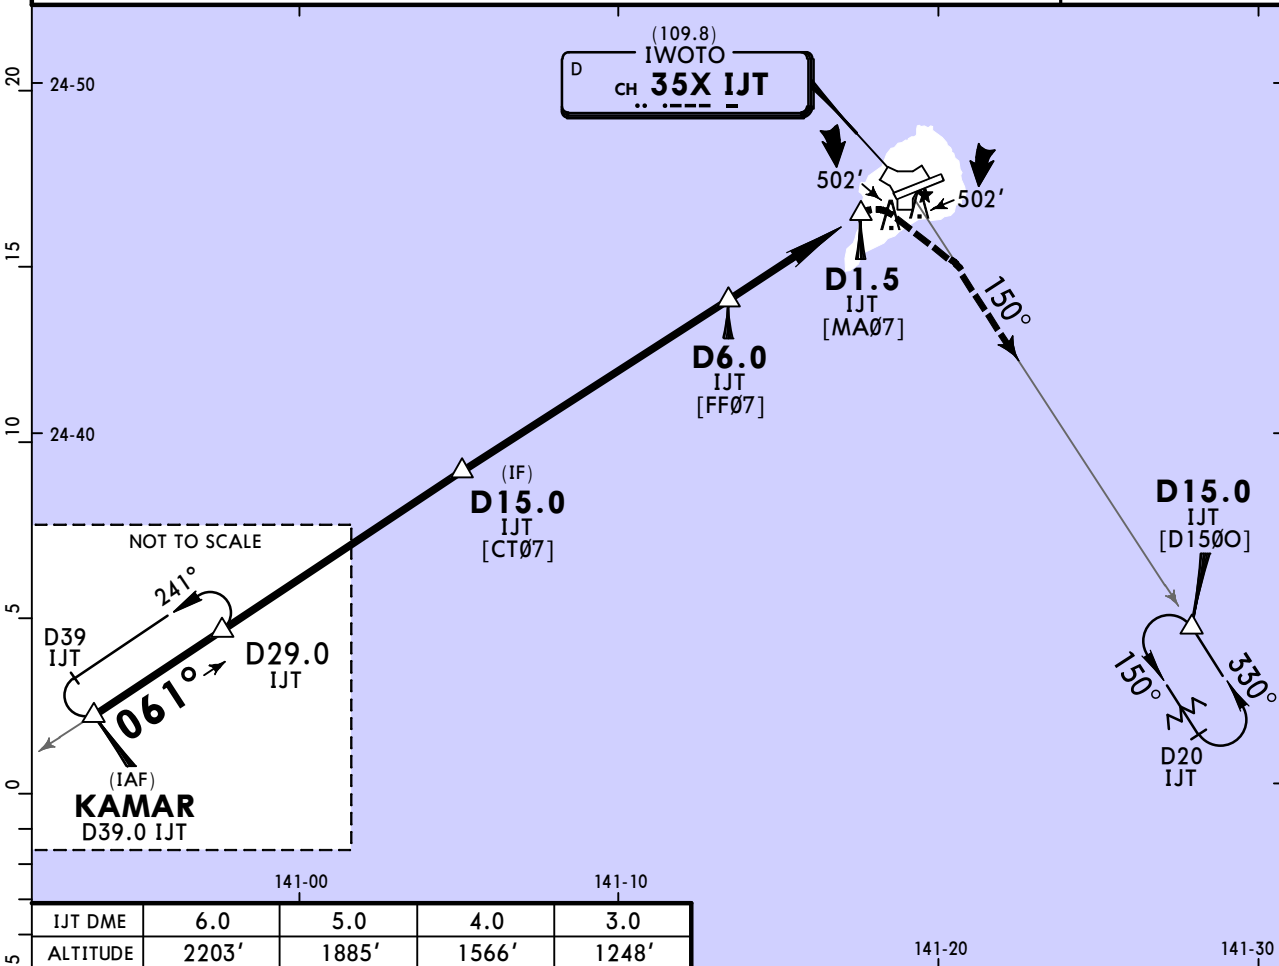 (109.8)
IWOTO
D
CH 35X IJT
20
24-50
502'
502'
15
D1.5
IJT
[MAØ7]
150°
D6.0
IJT
[FFØ7]
10
24-40
(IF)
D15.0
IJT
[CTØ7]
D15.0
IJT
[D15ØO]
NOT TO SCALE
241°
5
D39
IJT
D29.0
IJT
061°
150°
330°
D20
IJT
0
(IAF)
KAMAR
D39.0 IJT
141-00
141-10
IJT DME 6.0 5.0 4.0 3.0
ALTITUDE 2203' 1885' 1566' 1248'
141-20
141-30
5